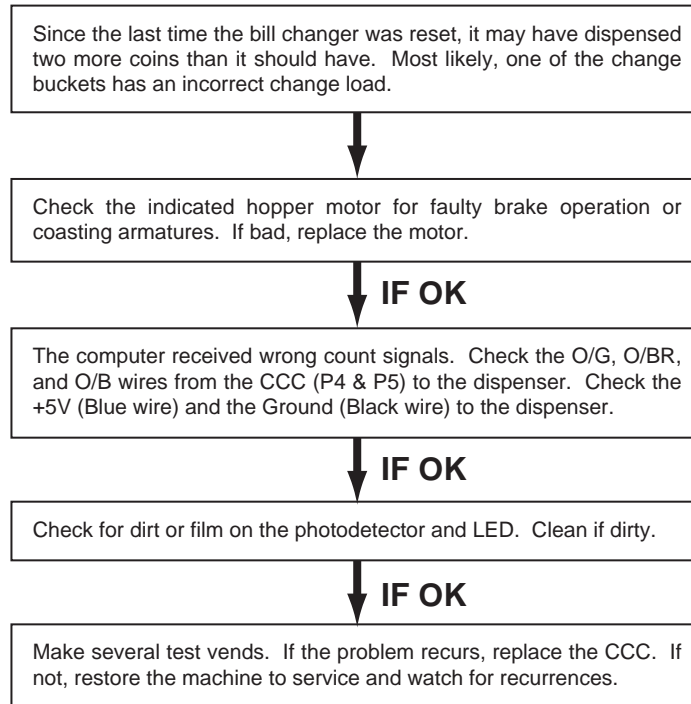 Since the last time the bill changer was reset, it may have dispensed
two more coins than it should have. Most likely, one of the change
buckets has an incorrect change load.
Check the indicated hopper motor for faulty brake operation or
coasting armatures. If bad, replace the motor.
IF OK
The computer received wrong count signals. Check the O/G, O/BR,
and O/B wires from the CCC (P4 & P5) to the dispenser. Check the
+5V (Blue wire) and the Ground (Black wire) to the dispenser.
IF OK
Check for dirt or film on the photodetector and LED. Clean if dirty.
IF OK
Make several test vends. If the problem recurs, replace the CCC. If
not, restore the machine to service and watch for recurrences.